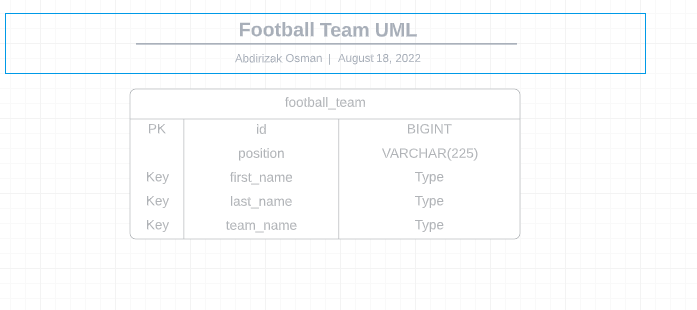 Football Team UML
Abdirizak Osman | August 18, 2022
football_team
PK id BIGINT
position VARCHAR(225)
Key first_name Type
Key last_name Type
Key team_name Type